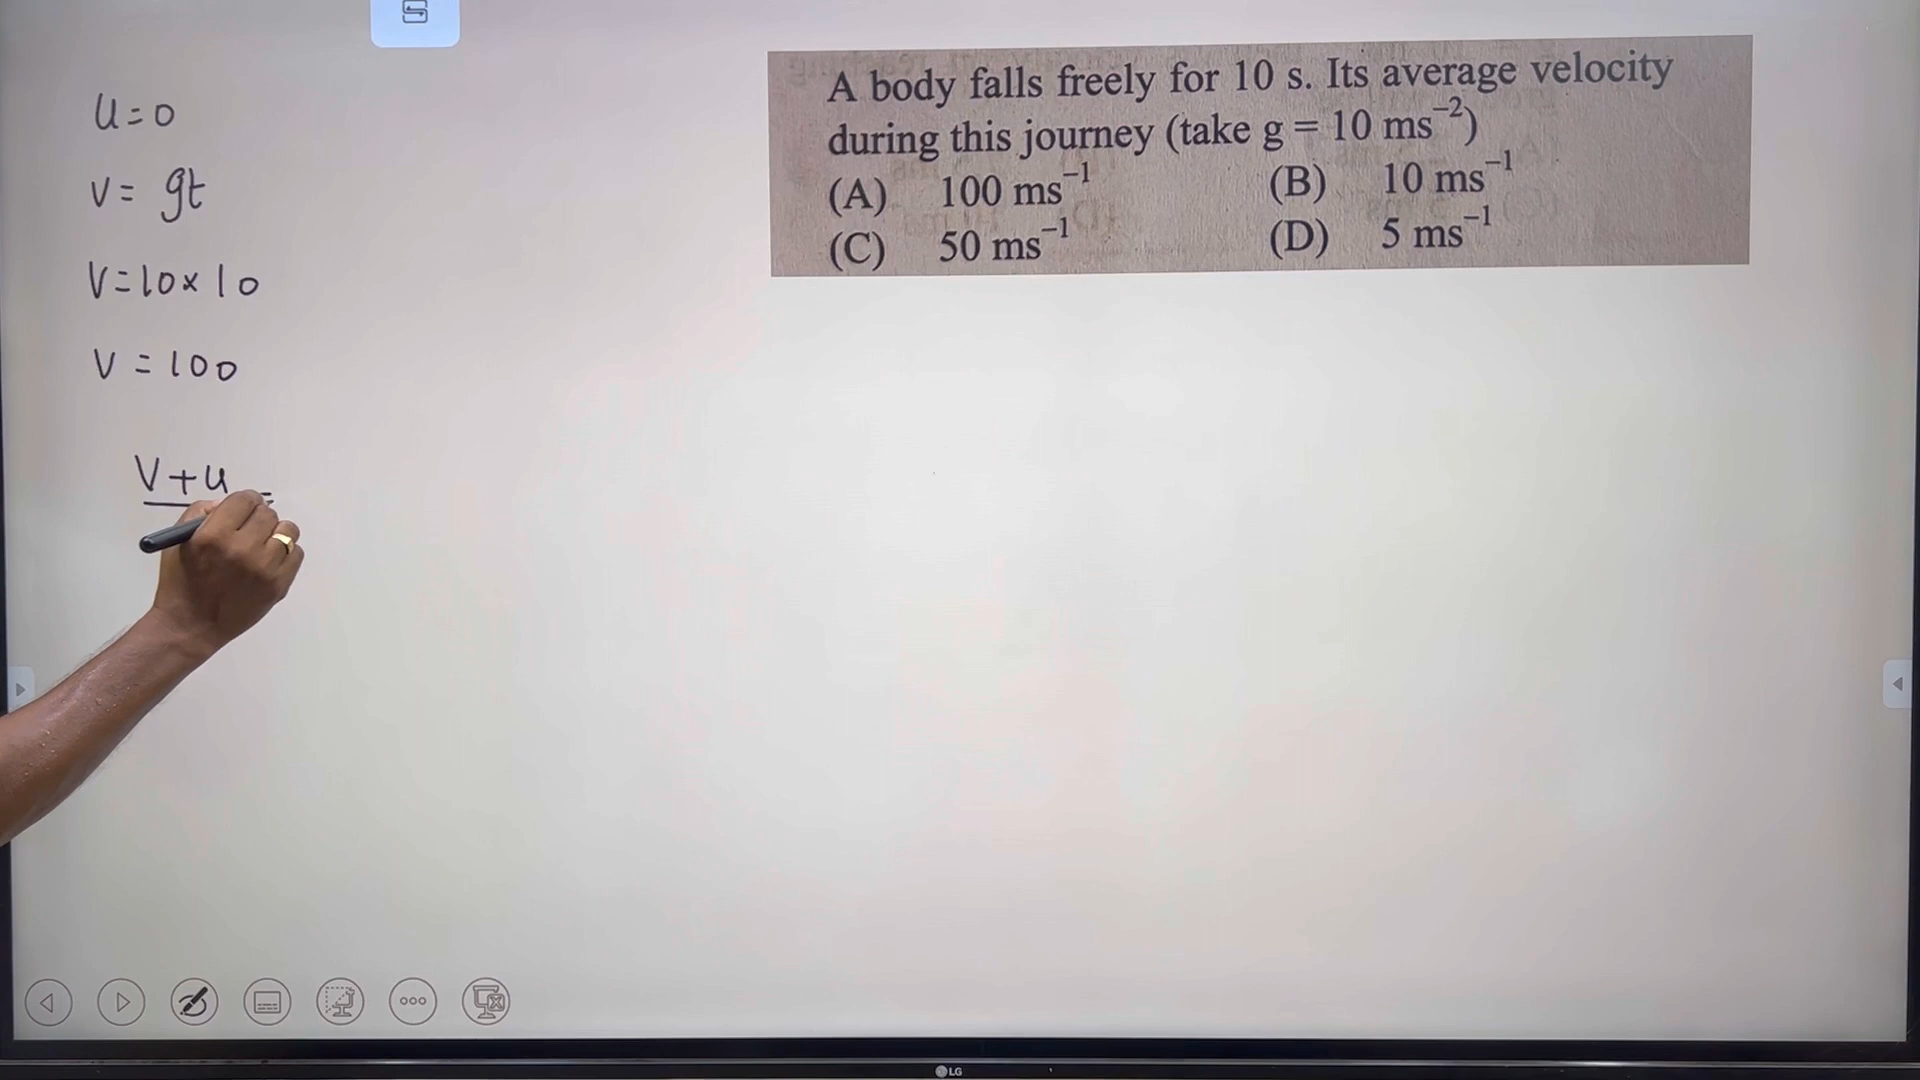 u = 0
v = gt
v = 10 × 10
v = 100
v + u =
A body falls freely for 10 s. Its average velocity
during this journey (take g = 10 ms⁻²)
(A) 100 ms⁻¹ (B) 10 ms⁻¹
(C) 50 ms⁻¹ (D) 5 ms⁻¹
LG